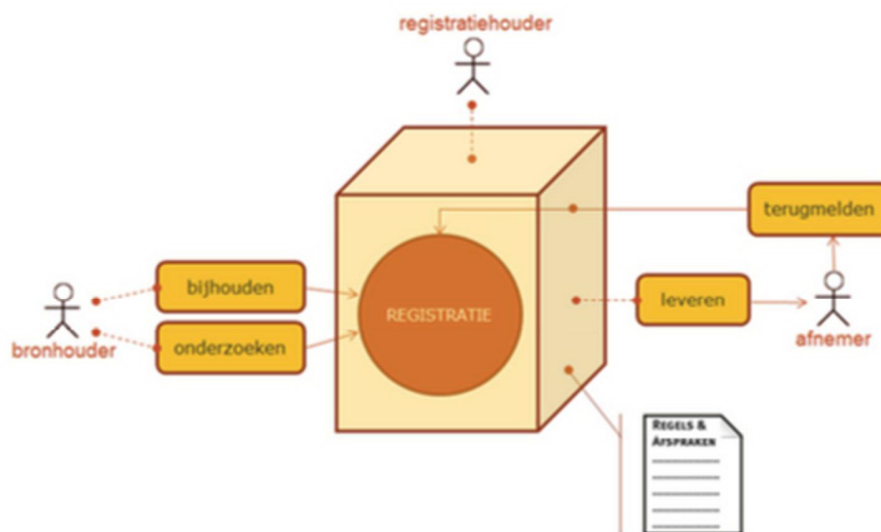 registratiehouder
terugmelden
bijhouden
REGISTRATIE
leveren
onderzoeken
bronhouder
afnemer
REGELS &
AFSPRAKEN